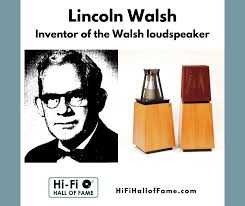 Lincoln Walsh
Inventor of the Walsh loudspeaker
Hi-Fi
HALL OF FAME
HiFiHallofFame.com